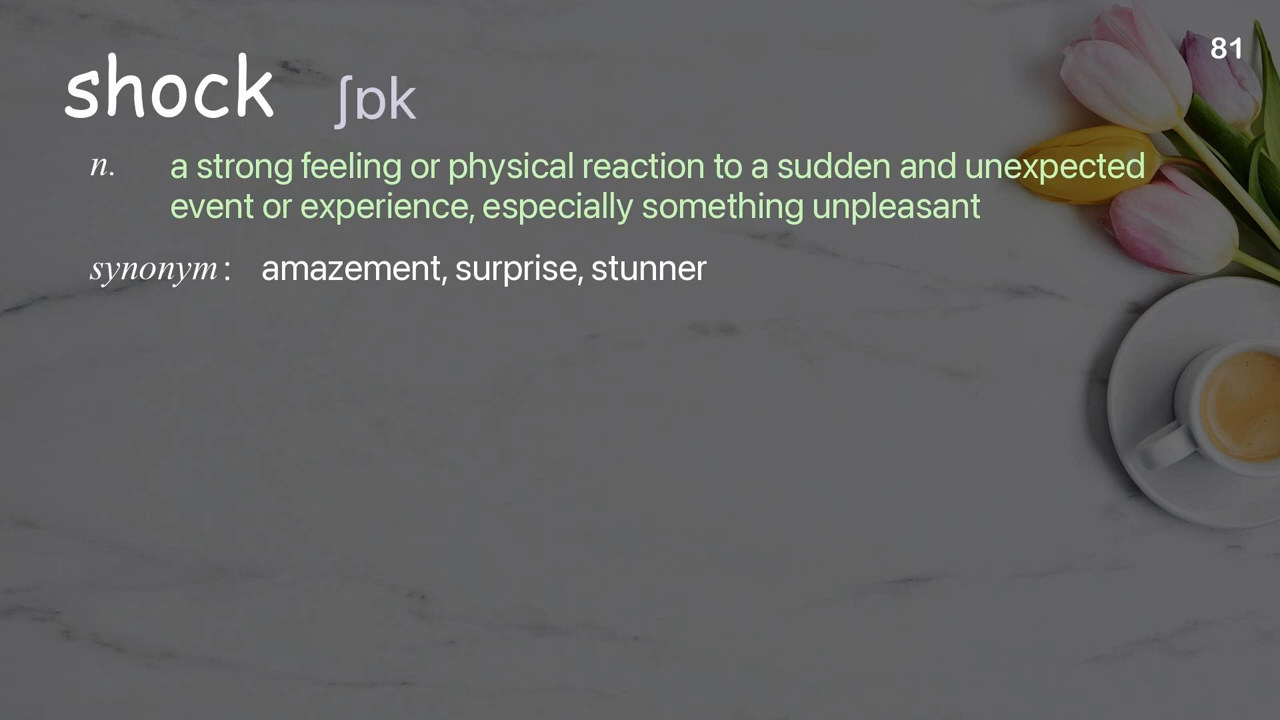 81
shock ʃɒk
n. a strong feeling or physical reaction to a sudden and unexpected
event or experience, especially something unpleasant
synonym: amazement, surprise, stunner